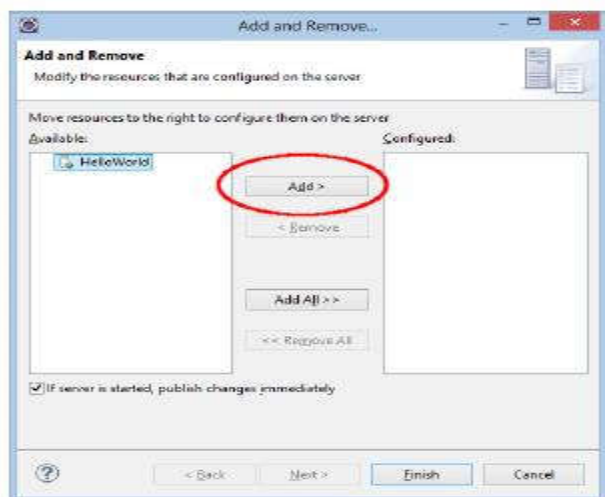 Add and Remove...
Add and Remove
Modify the resources that are configured on the server
Move resources to the right to configure them on the server
Available:
Configured:
HelloWorld
Add >
< Remove
Add All >>
<< Remove All
If server is started, publish changes immediately
?
< Back
Next >
Finish
Cancel